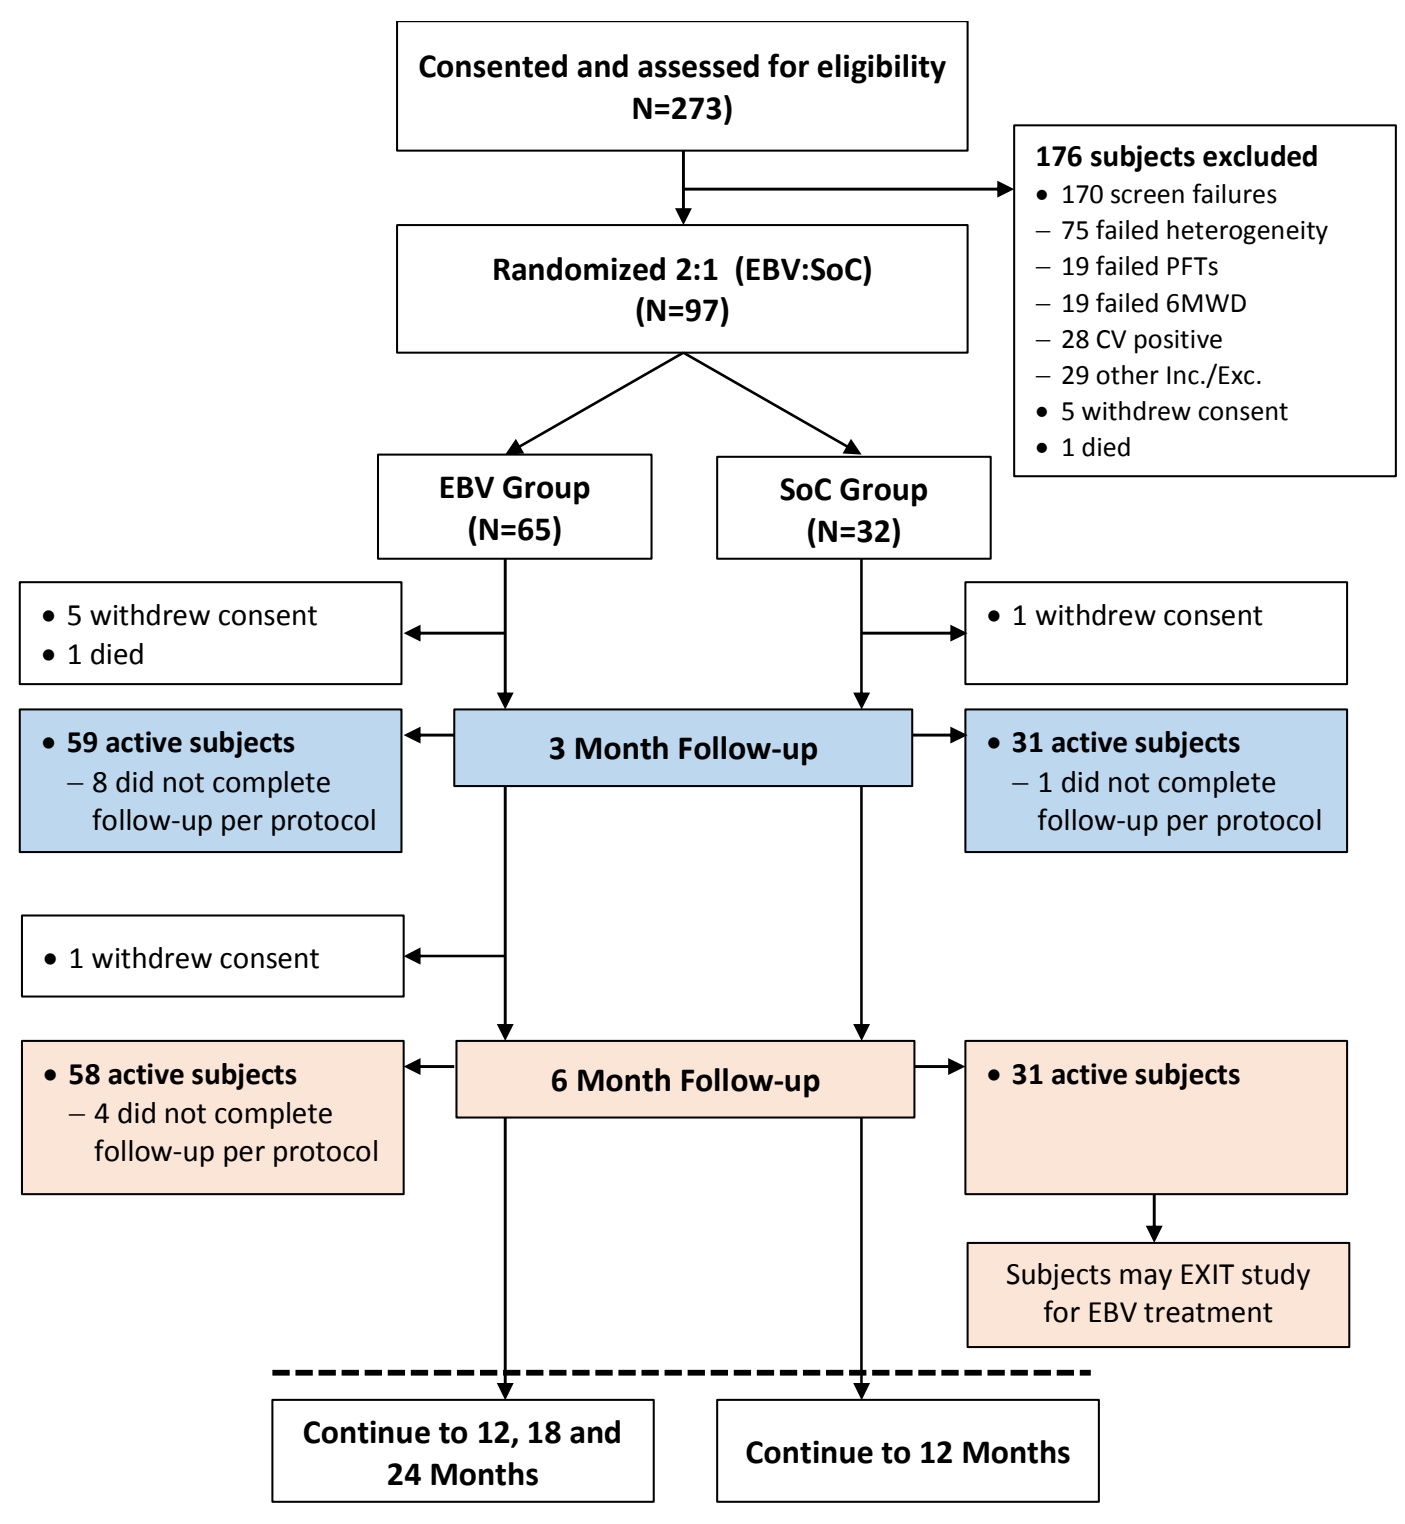 Consented and assessed for eligibility
N=273)
176 subjects excluded
• 170 screen failures
– 75 failed heterogeneity
– 19 failed PFTs
– 19 failed 6MWD
– 28 CV positive
– 29 other Inc./Exc.
• 5 withdrew consent
• 1 died
Randomized 2:1  (EBV:SoC)
(N=97)
EBV Group
(N=65)
SoC Group
(N=32)
• 5 withdrew consent
• 1 died
• 1 withdrew consent
• 59 active subjects
– 8 did not complete
follow-up per protocol
3 Month Follow-up
• 31 active subjects
– 1 did not complete
follow-up per protocol
• 1 withdrew consent
• 58 active subjects
– 4 did not complete
follow-up per protocol
6 Month Follow-up
• 31 active subjects
Subjects may EXIT study
for EBV treatment
Continue to 12, 18 and
24 Months
Continue to 12 Months